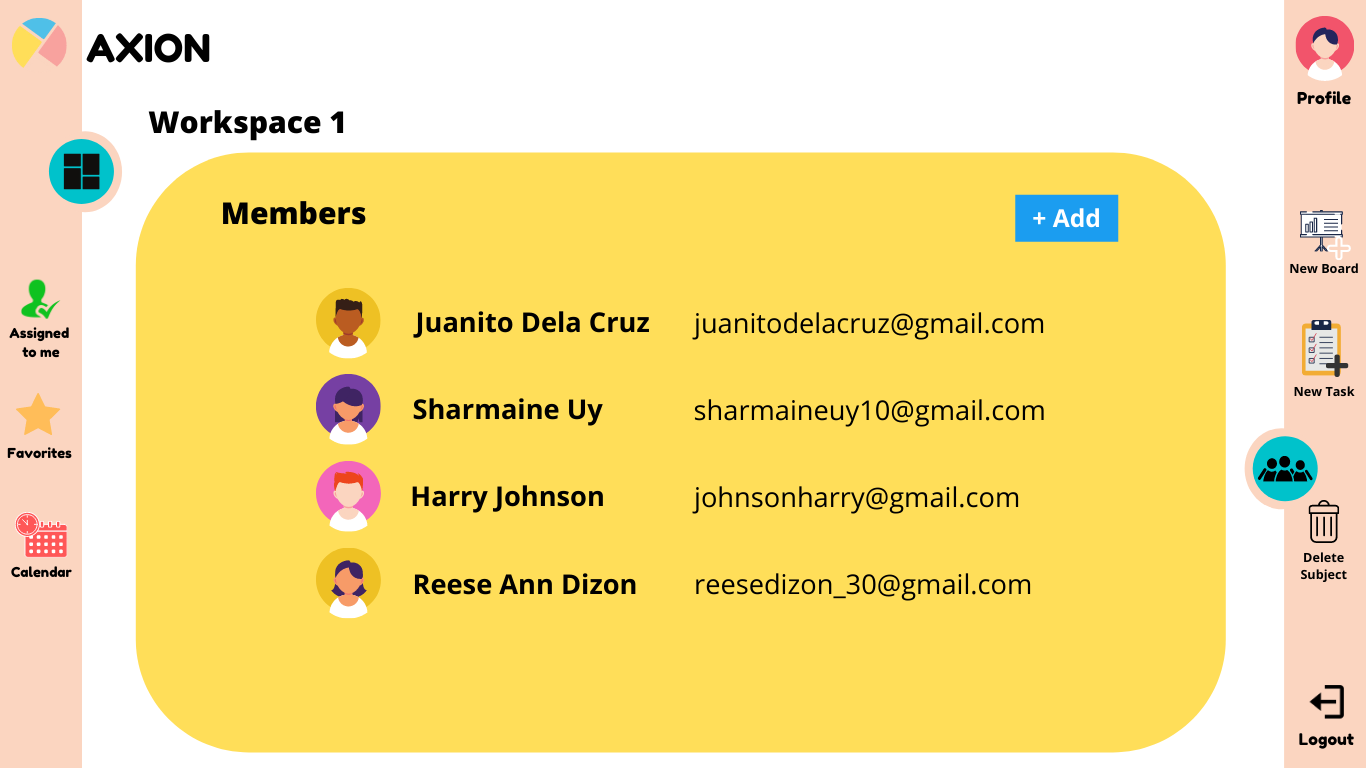 AXION
Profile
Workspace 1
Members
+ Add
New Board
Juanito Dela Cruz juanitodelacruz@gmail.com
Assigned
to me
New Task
Sharmaine Uy sharmaineuy10@gmail.com
Favorites
Harry Johnson johnsonharry@gmail.com
Calendar
Delete
Subject
Reese Ann Dizon reesedizon_30@gmail.com
Logout